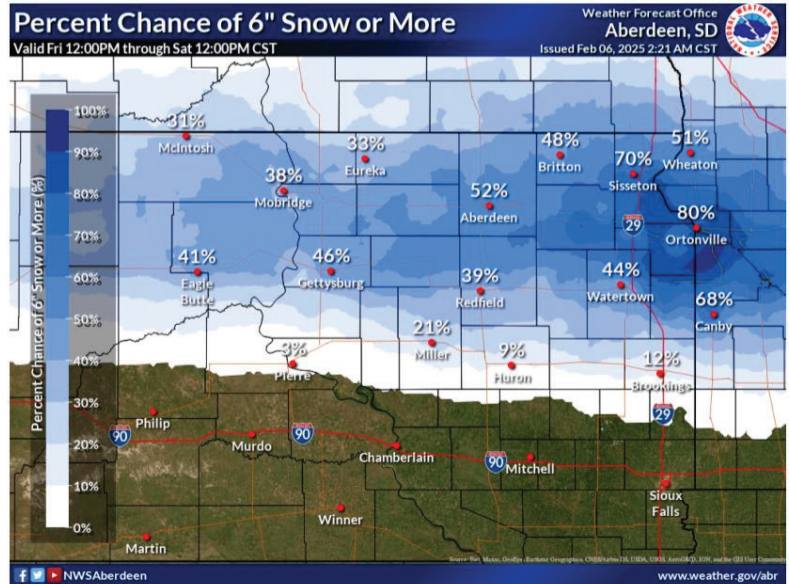 Percent Chance of 6" Snow or More
Valid Fri 12:00PM through Sat 12:00PM CST
Weather Forecast Office
Aberdeen, SD
Issued Feb 06, 2025 2:21 AM CST
Percent Chance of 6" Snow or More (%)
100%
90%
80%
70%
60%
50%
40%
30%
20%
10%
0%
31%
McIntosh
33%
Eureka
48%
Britton
51%
Wheaton
70%
Sisseton
38%
Mobridge
52%
Aberdeen
80%
Ortonville
29
41%
Eagle
Butte
46%
Gettysburg
39%
Redfield
44%
Watertown
68%
Canby
21%
Miller
3%
Pierre
9%
Huron
12%
Brookings
29
Philip
90
Murdo
90
Chamberlain
90
Mitchell
Sioux
Falls
Winner
Martin
NWSAberdeen
www.weather.gov/abr